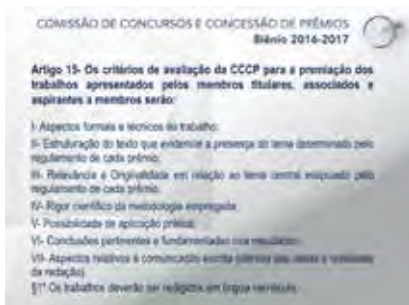 COMISSÃO DE CONCURSOS E CONCESSÃO DE PRÊMIOS
Biênio 2016-2017
Artigo 15- Os critérios de avaliação da CCCP para a premiação dos
trabalhos apresentados pelos membros titulares, associados e
aspirantes a membros serão:
I- Aspectos formais e técnicos do trabalho;
II- Estruturação do texto que evidencie a presença do tema determinado pelo
regulamento de cada prêmio;
III- Relevância e Originalidade em relação ao tema central estipulado pelo
regulamento de cada prêmio;
IV- Rigor científico da metodologia empregada;
V- Possibilidade de aplicação prática;
VI- Conclusões pertinentes e fundamentadas nos resultados;
VII- Aspectos relativos à comunicação escrita das ideias e
da redação)
§1º Os trabalhos deverão ser redigidos em língua vernácula